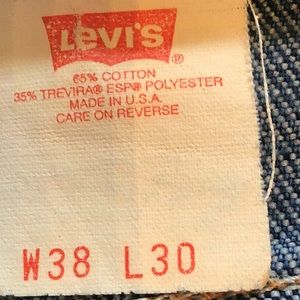 Levi's ®
65% COTTON
35% TREVIRA® ESP® POLYESTER
MADE IN U.S.A.
CARE ON REVERSE
W38 L30